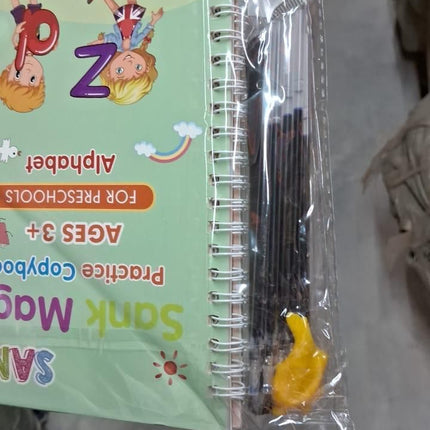 SAN
Sank Mag
Practice Copyboo
AGES 3+
FOR PRESCHOOLS
Alphabet
Z
p